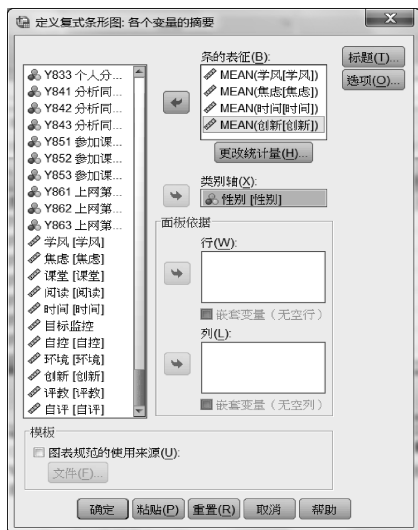 定义复式条形图: 各个变量的摘要
Y833 个人分...
Y841 分析同...
Y842 分析同...
Y843 分析同...
Y851 参加课...
Y852 参加课...
Y853 参加课...
Y861 上网第...
Y862 上网第...
Y863 上网第...
学风 [学风]
焦虑 [焦虑]
课堂 [课堂]
阅读 [阅读]
时间 [时间]
目标监控
自控 [自控]
环境 [环境]
创新 [创新]
评教 [评教]
自评 [自评]
条的表征(B):
MEAN(学风[学风])
MEAN(焦虑[焦虑])
MEAN(时间[时间])
MEAN(创新[创新])
更改统计量(H)...
类别轴(X):
性别 [性别]
面板依据
行(W):
嵌套变量（无空行）
列(L):
嵌套变量（无空列）
标题(T)...
选项(O)...
模板
图表规范的使用来源(U):
文件(F)...
确定
粘贴(P)
重置(R)
取消
帮助